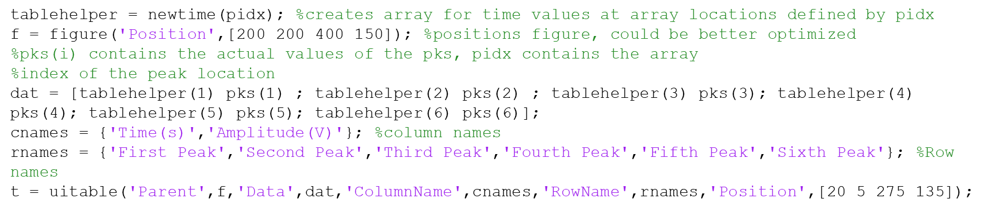 tablehelper = newtime(pidx); %creates array for time values at array locations defined by pidx
f = figure('Position',[200 200 400 150]); %positions figure, could be better optimized
%pks(i) contains the actual values of the pks, pidx contains the array
%index of the peak location
dat = [tablehelper(1) pks(1) ; tablehelper(2) pks(2) ; tablehelper(3) pks(3); tablehelper(4)
pks(4); tablehelper(5) pks(5); tablehelper(6) pks(6)];
cnames = {'Time(s)','Amplitude(V)'}; %column names
rnames = {'First Peak','Second Peak','Third Peak','Fourth Peak','Fifth Peak','Sixth Peak'}; %Row
names
t = uitable('Parent',f,'Data',dat,'ColumnName',cnames,'RowName',rnames,'Position',[20 5 275 135]);